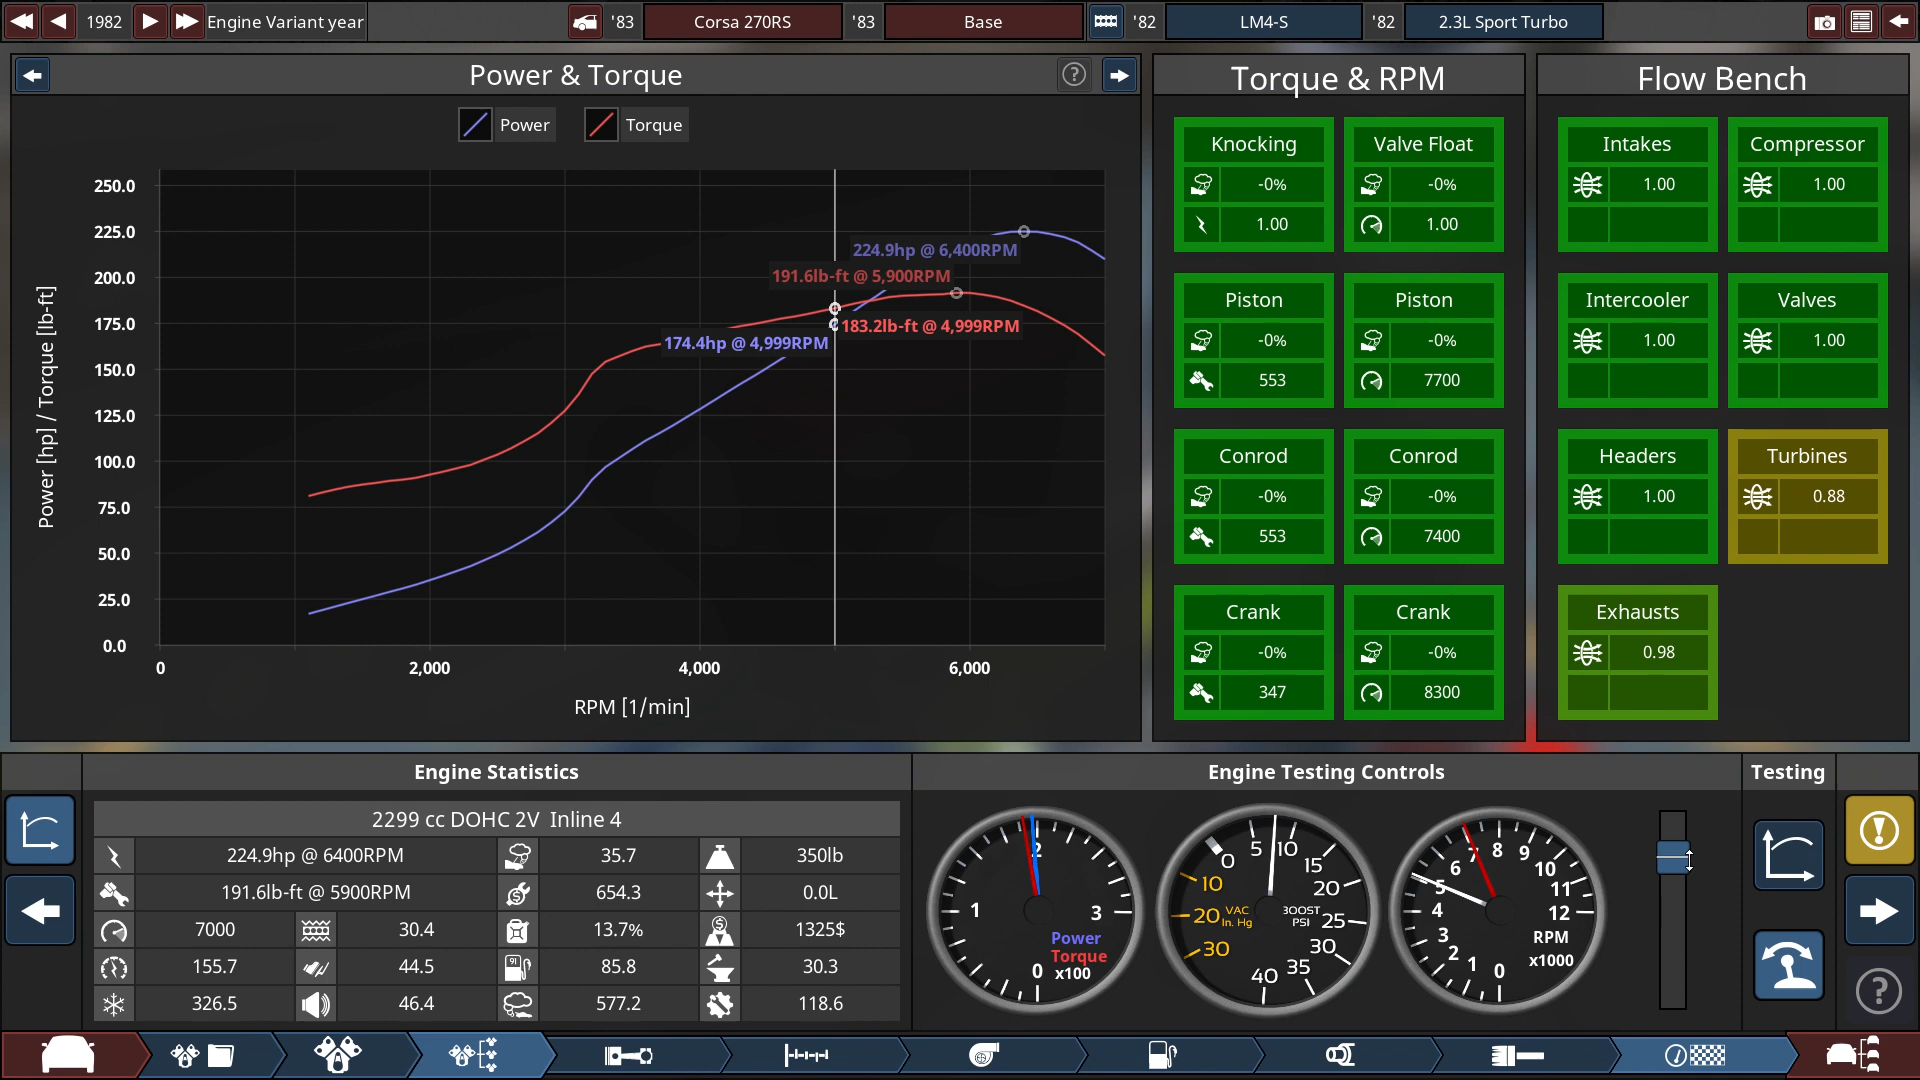 1982 Engine Variant year '83 Corsa 270RS '83 Base '82 LM4-S '82 2.3L Sport Turbo
Power & Torque ?
Power Torque
250.0
225.0
200.0
175.0
150.0
125.0
100.0
75.0
50.0
25.0
0.0
Power [hp] / Torque [lb-ft]
224.9hp @ 6,400RPM
191.6lb-ft @ 5,900RPM
183.2lb-ft @ 4,999RPM
174.4hp @ 4,999RPM
0 2,000 4,000 6,000
RPM [1/min]
Torque & RPM
Knocking Valve Float
-0% -0%
1.00 1.00
Piston Piston
-0% -0%
553 7700
Conrod Conrod
-0% -0%
553 7400
Crank Crank
-0% -0%
347 8300
Flow Bench
Intakes Compressor
1.00 1.00
Intercooler Valves
1.00 1.00
Headers Turbines
1.00 0.88
Exhausts
0.98
Engine Statistics
2299 cc DOHC 2V Inline 4
224.9hp @ 6400RPM 35.7 350lb
191.6lb-ft @ 5900RPM 654.3 0.0L
7000 30.4 13.7% 1325$
155.7 44.5 91 85.8 30.3
326.5 46.4 577.2 118.6
Engine Testing Controls
0 1 2 3
Power
Torque
x100
0 5 10 15 20 25 30 35 40
10 20 30
VAC
In. Hg
BOOST
PSI
0 1 2 3 4 5 6 7 8 9 10 11 12
RPM
x1000
Testing
?